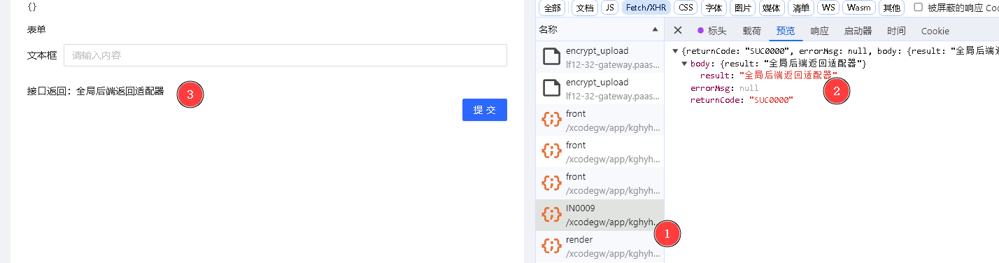 {}
表单
文本框 请输入内容
接口返回：全局后端返回适配器 3
提 交
全部 文档 JS Fetch/XHR CSS 字体 图片 媒体 清单 WS Wasm 其他 被屏蔽的响应 Coo
名称
encrypt_upload
lf12-32-gateway.paas...
encrypt_upload
lf12-32-gateway.paas...
front
/xcodegw/app/kghyh...
front
/xcodegw/app/kghyh...
front
/xcodegw/app/kghyh...
IN0009
/xcodegw/app/kghyh...
1
render
/xcodegw/app/kghyh...
标头 载荷 预览 响应 启动器 时间 Cookie
{returnCode: "SUC0000", errorMsg: null, body: {result: "全局后端返
body: {result: "全局后端返回适配器"}
result: "全局后端返回适配器"
errorMsg: null 2
returnCode: "SUC0000"